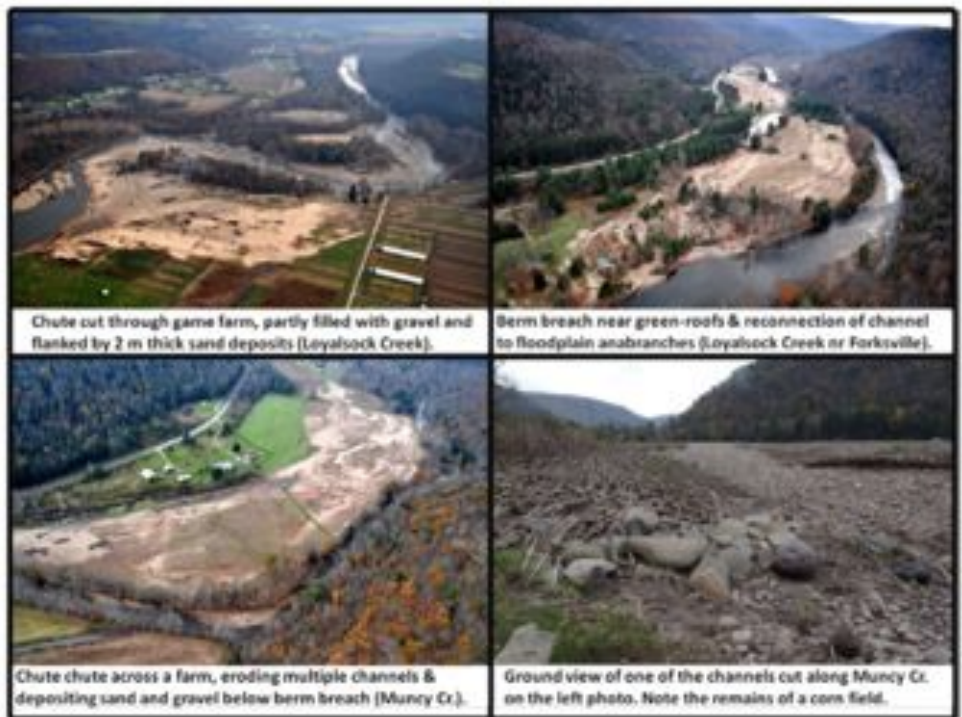 Chute cut through game farm, partly filled with gravel and
flanked by 2 m thick sand deposits (Loyalsock Creek).
Berm breach near green-roofs & reconnection of channel
to floodplain anabranches (Loyalsock Creek nr Forksville).
Chute chute across a farm, eroding multiple channels &
depositing sand and gravel below berm breach (Muncy Cr.).
Ground view of one of the channels cut along Muncy Cr.
on the left photo. Note the remains of a corn field.